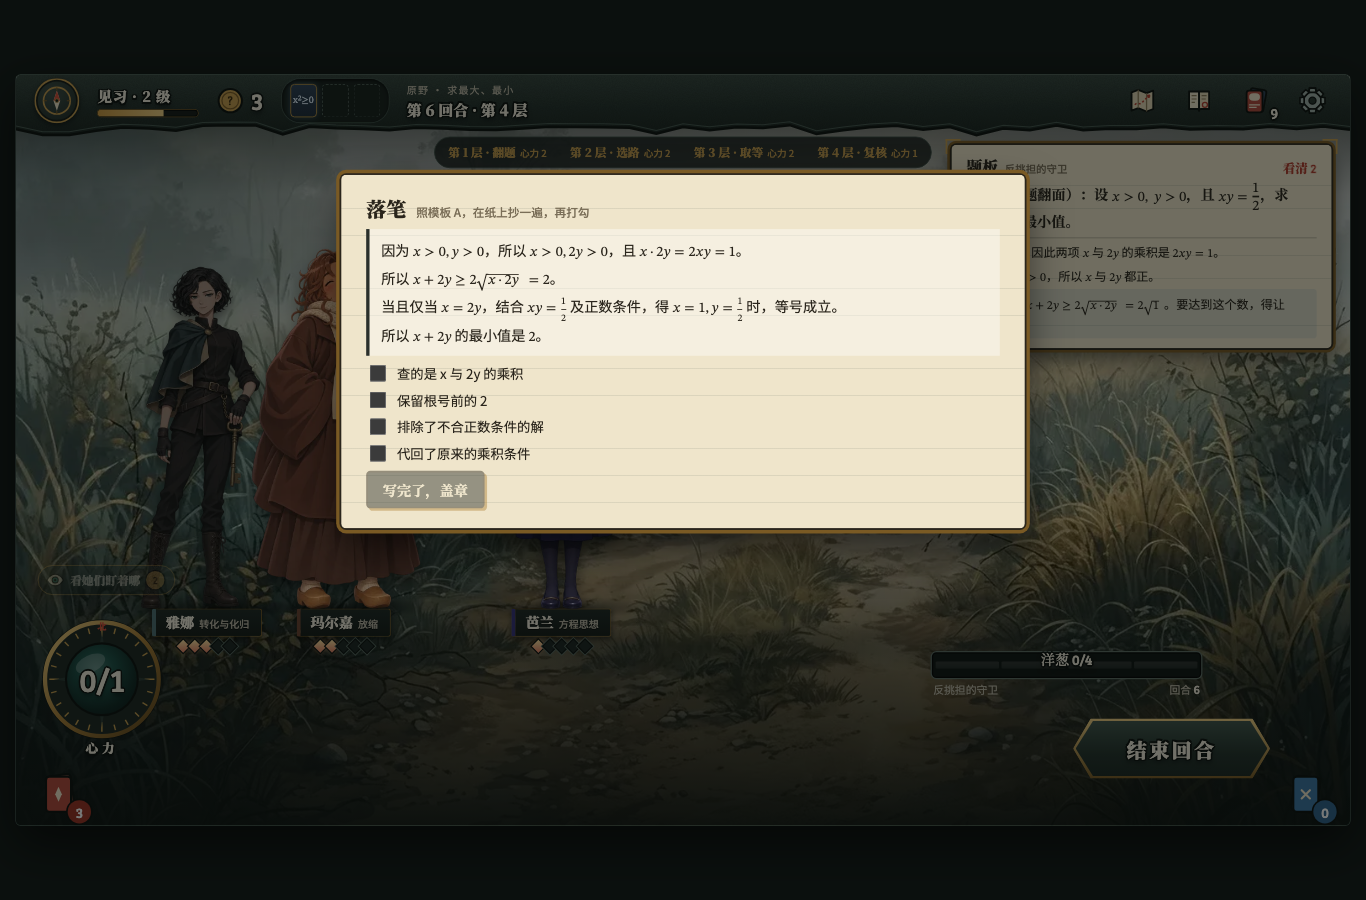 见习·2 级
? 3
x²≥0
原野 · 求最大、最小
第 6 回合·第 4 层
9
第 1 层·翻题 心力 2 第 2 层·选路 心力 2 第 3 层·取等 心力 2 第 4 层·复核 心力 1
题板 反挑担的守卫 看清 2
题翻面）：设 x > 0, y > 0，且 xy = 1/2，求
最小值。
因此两项 x 与 2y 的乘积是 2xy = 1。
> 0，所以 x 与 2y 都正。
x + 2y ≥ 2√(x · 2y) = 2√1 。要达到这个数，得让
落笔 照模板 A，在纸上抄一遍，再打勾
因为 x > 0, y > 0，所以 x > 0, 2y > 0，且 x · 2y = 2xy = 1。
所以 x + 2y ≥ 2√(x · 2y) = 2。
当且仅当 x = 2y，结合 xy = 1/2 及正数条件，得 x = 1, y = 1/2 时，等号成立。
所以 x + 2y 的最小值是 2。
查的是 x 与 2y 的乘积
保留根号前的 2
排除了不合正数条件的解
代回了原来的乘积条件
写完了，盖章
看她们盯着哪 2
雅娜 转化与化归
玛尔嘉 放缩
芭兰 方程思想
0/1
心力
洋葱 0/4
反挑担的守卫 回合 6
结束回合
3
0